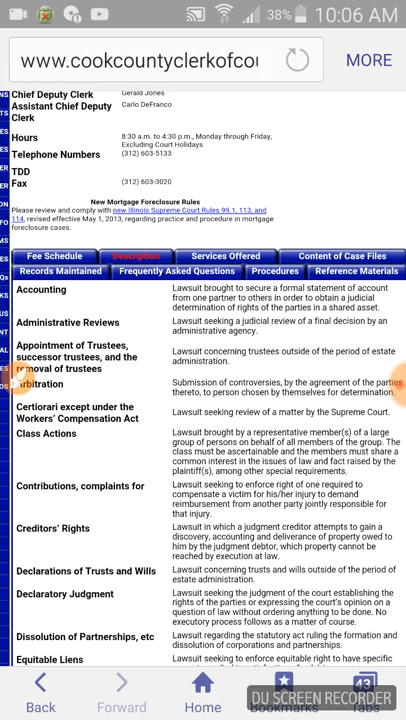 38% 10:06 AM
www.cookcountyclerkofcou
MORE
Chief Deputy Clerk Gerald Jones
Assistant Chief Deputy Carlo DeFranco
Clerk
Hours 8:30 a.m. to 4:30 p.m., Monday through Friday,
Excluding Court Holidays
Telephone Numbers (312) 603-5133
TDD
Fax (312) 603-3020
New Mortgage Foreclosure Rules
Please review and comply with new Illinois Supreme Court Rules 99.1, 113, and
114, revised effective May 1, 2013, regarding practice and procedure in mortgage
foreclosure cases.
Fee Schedule Description Services Offered Content of Case Files
Records Maintained Frequently Asked Questions Procedures Reference Materials
Accounting Lawsuit brought to secure a formal statement of account
from one partner to others in order to obtain a judicial
determination of rights of the parties in a shared asset.
Administrative Reviews Lawsuit seeking a judicial review of a final decision by an
administrative agency.
Appointment of Trustees,
successor trustees, and the
removal of trustees
Lawsuit concerning trustees outside of the period of estate
administration.
Arbitration Submission of controversies, by the agreement of the parties
thereto, to person chosen by themselves for determination.
Certiorari except under the
Workers' Compensation Act
Lawsuit seeking review of a matter by the Supreme Court.
Class Actions Lawsuit brought by a representative member(s) of a large
group of persons on behalf of all members of the group. The
class must be ascertainable and the members must share a
common interest in the issues of law and fact raised by the
plaintiff(s), among other special requirements.
Contributions, complaints for Lawsuit seeking to enforce right of one required to
compensate a victim for his/her injury to demand
reimbursement from another party jointly responsible for
that injury.
Creditors' Rights Lawsuit in which a judgment creditor attempts to gain a
discovery, accounting and deliverance of property owed to
him by the judgment debtor, which property cannot be
reached by execution at law.
Declarations of Trusts and Wills Lawsuit concerning trusts and wills outside of the period of
estate administration.
Declaratory Judgment Lawsuit seeking the judgment of the court establishing the
rights of the parties or expressing the court's opinion on a
question of law without ordering anything to be done. No
executory process follows as a matter of course.
Dissolution of Partnerships, etc Lawsuit regarding the statutory act ruling the formation and
dissolution of corporations and partnerships.
Equitable Liens Lawsuit seeking to enforce equitable right to have specific
Back Forward Home Bookmarks 43 Tabs
DU SCREEN RECORDER